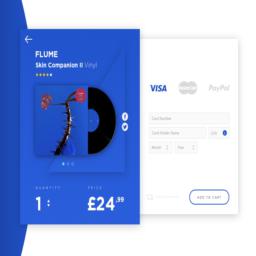 FLUME
Skin Companion II Vinyl
VISA
PayPal
Card Number
Card Holder Name
CVV
Month
Year
QUANTITY
PRICE
1
£24.99
ADD TO CART